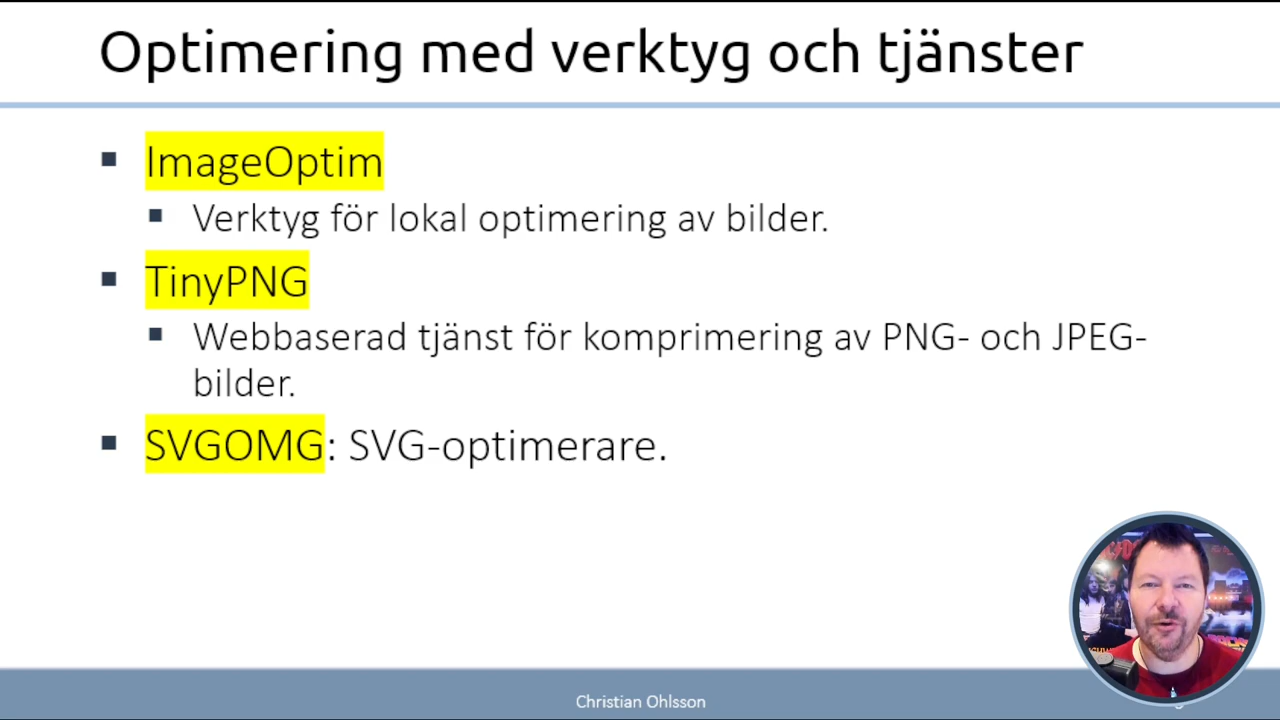 Optimering med verktyg och tjänster
ImageOptim
Verktyg för lokal optimering av bilder.
TinyPNG
Webbaserad tjänst för komprimering av PNG- och JPEG-
bilder.
SVGOMG: SVG-optimerare.
Christian Ohlsson